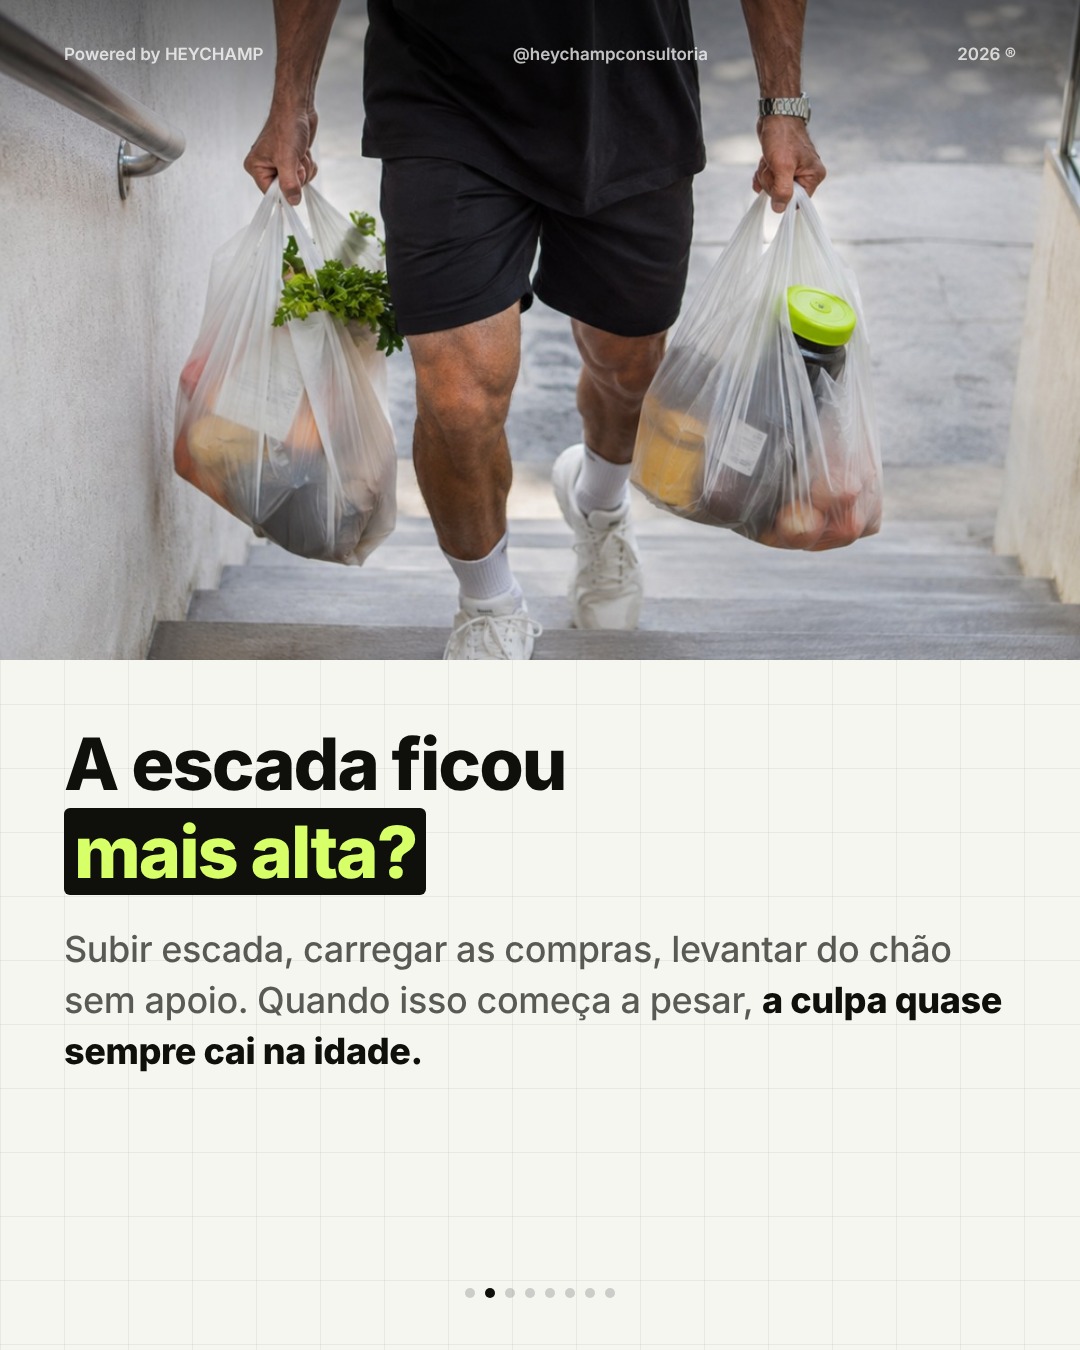 Powered by HEYCHAMP
@heychampconsultoria
2026 ®
A escada ficou
mais alta?
Subir escada, carregar as compras, levantar do chão
sem apoio. Quando isso começa a pesar, a culpa quase
sempre cai na idade.